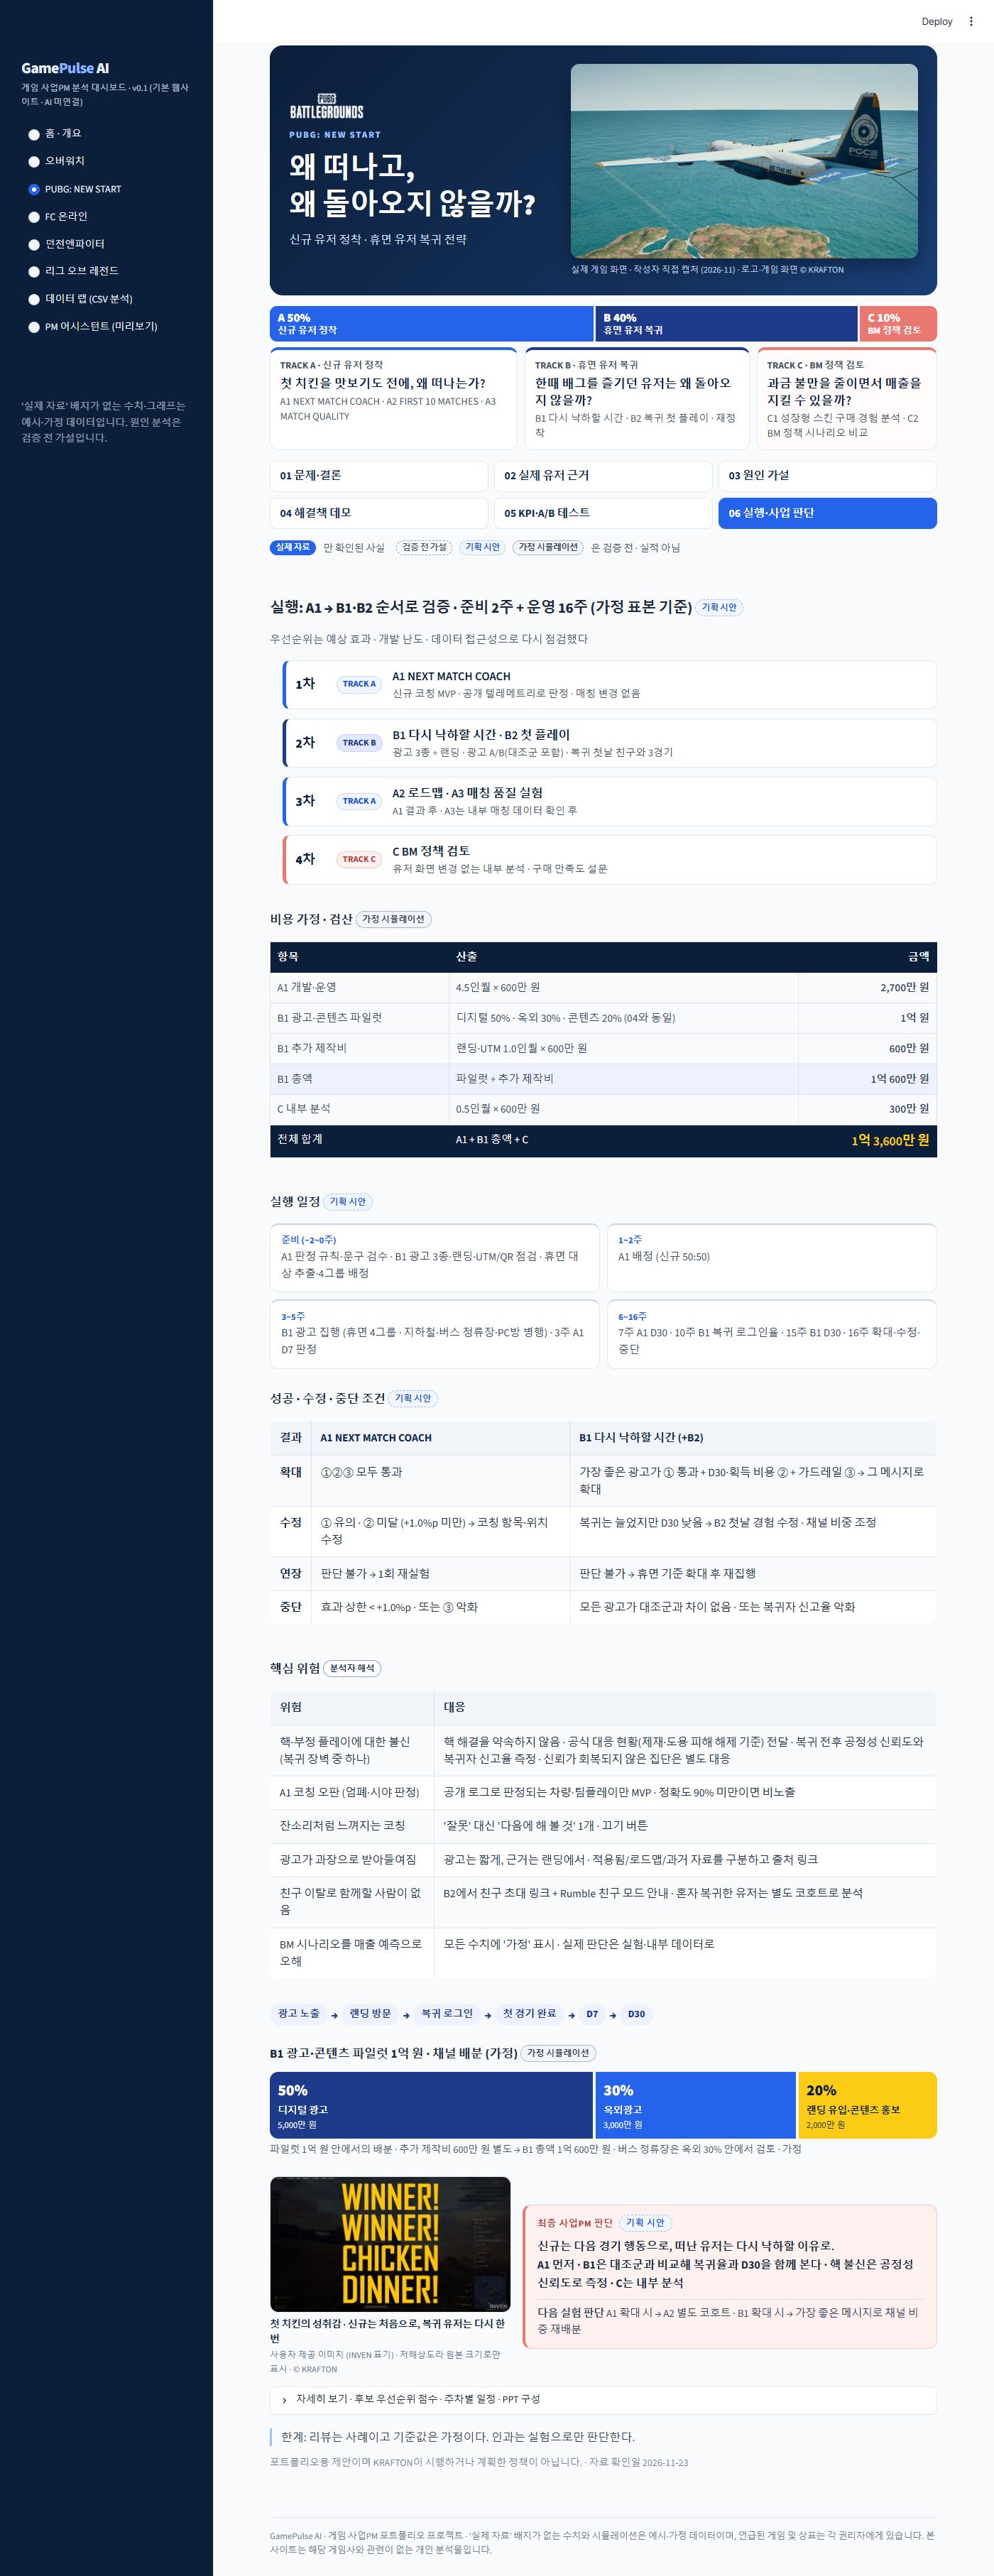 Deploy
GamePulse AI
게임 사업PM 분석 대시보드 · v0.1 (기본 웹사
이트 · AI 미연결)
홈 · 개요
오버워치
PUBG: NEW START
FC 온라인
던전앤파이터
리그 오브 레전드
데이터 랩 (CSV 분석)
PM 어시스턴트 (미리보기)
'실제 자료' 배지가 없는 수치·그래프는
예시·가정 데이터입니다. 원인 분석은
검증 전 가설입니다.
PUBG
BATTLEGROUNDS
PUBG: NEW START
왜 떠나고,
왜 돌아오지 않을까?
신규 유저 정착 · 휴면 유저 복귀 전략
PGC
실제 게임 화면 · 작성자 직접 캡처 (2026-11) · 로고·게임 화면 © KRAFTON
A 50%
신규 유저 정착
B 40%
휴면 유저 복귀
C 10%
BM 정책 검토
TRACK A · 신규 유저 정착
첫 치킨을 맛보기도 전에, 왜 떠나는가?
A1 NEXT MATCH COACH · A2 FIRST 10 MATCHES · A3
MATCH QUALITY
TRACK B · 휴면 유저 복귀
한때 배그를 즐기던 유저는 왜 돌아오
지 않을까?
B1 다시 낙하할 시간 · B2 복귀 첫 플레이 · 재정
착
TRACK C · BM 정책 검토
과금 불만을 줄이면서 매출을
지킬 수 있을까?
C1 성장형 스킨 구매 경험 분석 · C2
BM 정책 시나리오 비교
01 문제·결론
02 실제 유저 근거
03 원인 가설
04 해결책 데모
05 KPI·A/B 테스트
06 실행·사업 판단
실제 자료 만 확인된 사실 검증 전 가설 기획 시안 가정 시뮬레이션 은 검증 전 · 실적 아님
실행: A1 → B1·B2 순서로 검증 · 준비 2주 + 운영 16주 (가정 표본 기준) 기획 시안
우선순위는 예상 효과 · 개발 난도 · 데이터 접근성으로 다시 점검했다
1차 TRACK A A1 NEXT MATCH COACH
신규 코칭 MVP · 공개 텔레메트리로 판정 · 매칭 변경 없음
2차 TRACK B B1 다시 낙하할 시간 · B2 첫 플레이
광고 3종 + 랜딩 · 광고 A/B(대조군 포함) · 복귀 첫날 친구와 3경기
3차 TRACK A A2 로드맵 · A3 매칭 품질 실험
A1 결과 후 · A3는 내부 매칭 데이터 확인 후
4차 TRACK C C BM 정책 검토
유저 화면 변경 없는 내부 분석 · 구매 만족도 설문
비용 가정 · 검산 가정 시뮬레이션
항목 산출 금액
A1 개발·운영 4.5인월 × 600만 원 2,700만 원
B1 광고·콘텐츠 파일럿 디지털 50% · 옥외 30% · 콘텐츠 20% (04와 동일) 1억 원
B1 추가 제작비 랜딩·UTM 1.0인월 × 600만 원 600만 원
B1 총액 파일럿 + 추가 제작비 1억 600만 원
C 내부 분석 0.5인월 × 600만 원 300만 원
전체 합계 A1 + B1 총액 + C 1억 3,600만 원
실행 일정 기획 시안
준비 (−2~0주)
A1 판정 규칙·문구 검수 · B1 광고 3종·랜딩·UTM/QR 점검 · 휴면 대
상 추출·4그룹 배정
1~2주
A1 배정 (신규 50:50)
3~5주
B1 광고 집행 (휴면 4그룹 · 지하철·버스 정류장·PC방 병행) · 3주 A1
D7 판정
6~16주
7주 A1 D30 · 10주 B1 복귀 로그인율 · 15주 B1 D30 · 16주 확대·수정·
중단
성공 · 수정 · 중단 조건 기획 시안
결과 A1 NEXT MATCH COACH B1 다시 낙하할 시간 (+B2)
확대 ①②③ 모두 통과 가장 좋은 광고가 ① 통과 + D30·획득 비용 ② + 가드레일 ③ → 그 메시지로
확대
수정 ① 유의 · ② 미달 (+1.0%p 미만) → 코칭 항목·위치
수정 복귀는 늘었지만 D30 낮음 → B2 첫날 경험 수정 · 채널 비중 조정
연장 판단 불가 → 1회 재실험 판단 불가 → 휴면 기준 확대 후 재집행
중단 효과 상한 < +1.0%p · 또는 ③ 악화 모든 광고가 대조군과 차이 없음 · 또는 복귀자 신고율 악화
핵심 위험 분석자 해석
위험 대응
핵·부정 플레이에 대한 불신
(복귀 장벽 중 하나)
핵 해결을 약속하지 않음 · 공식 대응 현황(제재·도용 피해 해제 기준) 전달 · 복귀 전후 공정성 신뢰도와
복귀자 신고율 측정 · 신뢰가 회복되지 않은 집단은 별도 대응
A1 코칭 오판 (엄폐·시야 판정) 공개 로그로 판정되는 차량·팀플레이만 MVP · 정확도 90% 미만이면 비노출
잔소리처럼 느껴지는 코칭 '잘못' 대신 '다음에 해 볼 것' 1개 · 끄기 버튼
광고가 과장으로 받아들여짐 광고는 짧게, 근거는 랜딩에서 · 적용됨/로드맵/과거 자료를 구분하고 출처 링크
친구 이탈로 함께할 사람이 없
음
B2에서 친구 초대 링크 + Rumble 친구 모드 안내 · 혼자 복귀한 유저는 별도 코호트로 분석
BM 시나리오를 매출 예측으로
오해
모든 수치에 '가정' 표시 · 실제 판단은 실험·내부 데이터로
광고 노출 → 랜딩 방문 → 복귀 로그인 → 첫 경기 완료 → D7 → D30
B1 광고·콘텐츠 파일럿 1억 원 · 채널 배분 (가정) 가정 시뮬레이션
50%
디지털 광고
5,000만 원
30%
옥외광고
3,000만 원
20%
랜딩 유입·콘텐츠 홍보
2,000만 원
파일럿 1억 원 안에서의 배분 · 추가 제작비 600만 원 별도 → B1 총액 1억 600만 원 · 버스 정류장은 옥외 30% 안에서 검토 · 가정
WINNER!
WINNER!
CHICKEN
DINNER!
INVEN
첫 치킨의 성취감 · 신규는 처음으로, 복귀 유저는 다시 한
번
사용자 제공 이미지 (INVEN 표기) · 저해상도라 원본 크기로만
표시 · © KRAFTON
최종 사업PM 판단 기획 시안
신규는 다음 경기 행동으로, 떠난 유저는 다시 낙하할 이유로.
A1 먼저 · B1은 대조군과 비교해 복귀율과 D30을 함께 본다 · 핵 불신은 공정성
신뢰도로 측정 · C는 내부 분석
다음 실험 판단 A1 확대 시 → A2 별도 코호트 · B1 확대 시 → 가장 좋은 메시지로 채널 비
중 재배분
자세히 보기 · 후보 우선순위 점수 · 주차별 일정 · PPT 구성
한계: 리뷰는 사례이고 기준값은 가정이다. 인과는 실험으로만 판단한다.
포트폴리오용 제안이며 KRAFTON이 시행하거나 계획한 정책이 아닙니다. · 자료 확인일 2026-11-23
GamePulse AI · 게임 사업PM 포트폴리오 프로젝트 · '실제 자료' 배지가 없는 수치와 시뮬레이션은 예시·가정 데이터이며, 언급된 게임 및 상표는 각 권리자에게 있습니다. 본
사이트는 해당 게임사와 관련이 없는 개인 분석물입니다.